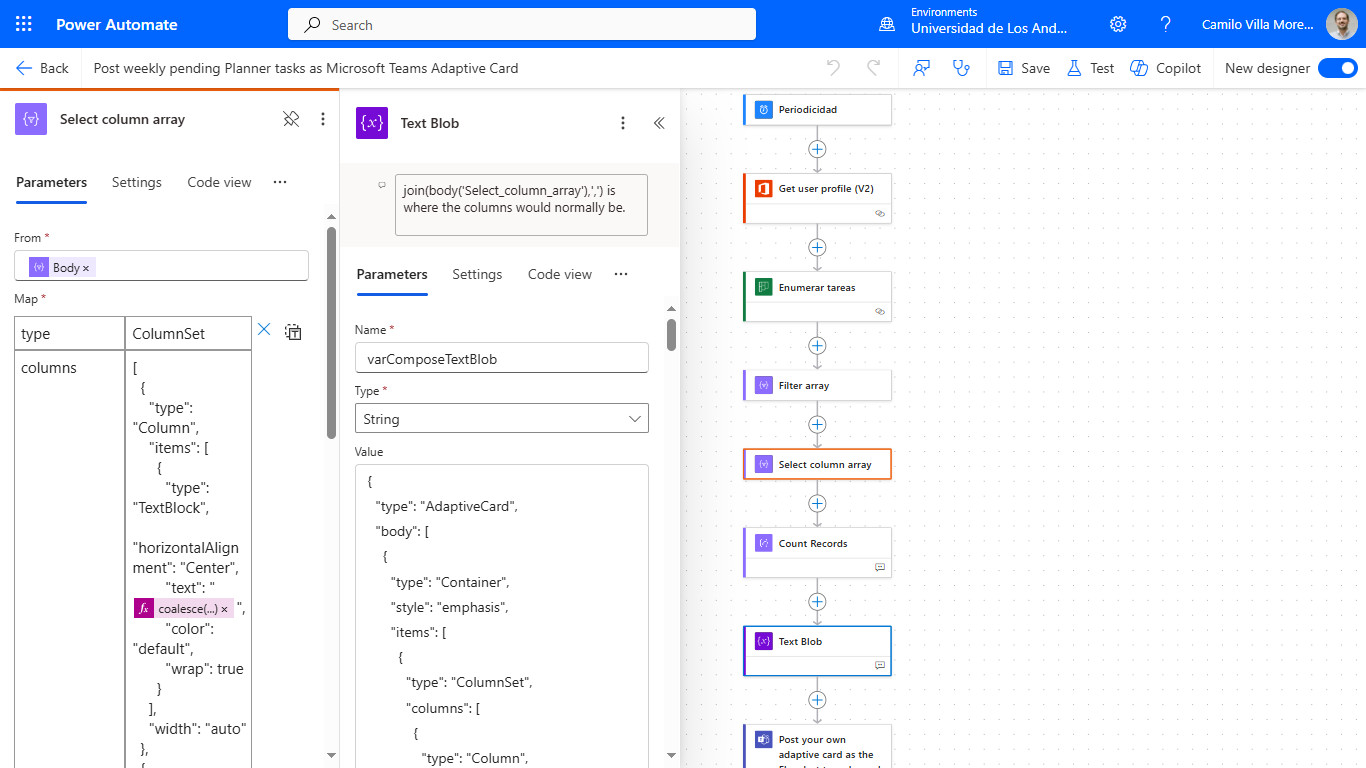 Power Automate
Search
Environments
Universidad de Los And...
?
Camilo Villa More...
Back
Post weekly pending Planner tasks as Microsoft Teams Adaptive Card
Save
Test
Copilot
New designer
Select column array
Parameters
Settings
Code view
...
From *
Body ×
Map *
type
ColumnSet
columns
[
{
"type":
"Column",
"items": [
{
"type":
"TextBlock",
"horizontalAlign
ment": "Center",
"text": "
fx coalesce(...) × ",
"color":
"default",
"wrap": true
}
],
"width": "auto"
},
{
{x} Text Blob
join(body('Select_column_array'),',') is
where the columns would normally be.
Parameters
Settings
Code view
...
Name *
varComposeTextBlob
Type *
String
Value
{
"type": "AdaptiveCard",
"body": [
{
"type": "Container",
"style": "emphasis",
"items": [
{
"type": "ColumnSet",
"columns": [
{
"type": "Column",
Periodicidad
Get user profile (V2)
Enumerar tareas
Filter array
Select column array
Count Records
{x} Text Blob
Post your own
adaptive card as the